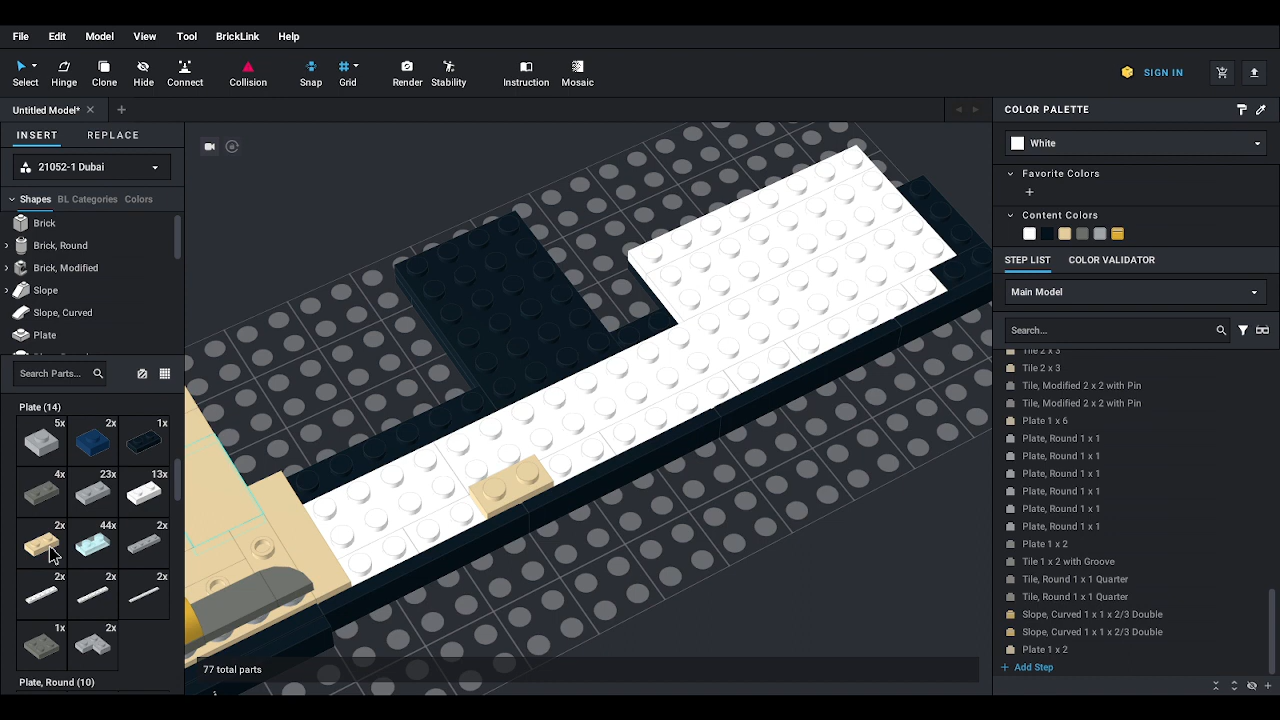 File Edit Model View Tool BrickLink Help
Select Hinge Clone Hide Connect Collision Snap Grid Render Stability Instruction Mosaic SIGN IN
Untitled Model*
INSERT REPLACE
21052-1 Dubai
Shapes BL Categories Colors
Brick
Brick, Round
Brick, Modified
Slope
Slope, Curved
Plate
Search Parts...
Plate (14)
5x 2x 1x
4x 23x 13x
2x 44x 2x
2x 2x 2x
1x 2x
Plate, Round (10)
77 total parts
COLOR PALETTE
White
Favorite Colors
Content Colors
STEP LIST COLOR VALIDATOR
Main Model
Search...
Tile 2 x 3
Tile 2 x 3
Tile, Modified 2 x 2 with Pin
Tile, Modified 2 x 2 with Pin
Plate 1 x 6
Plate, Round 1 x 1
Plate, Round 1 x 1
Plate, Round 1 x 1
Plate, Round 1 x 1
Plate, Round 1 x 1
Plate, Round 1 x 1
Plate 1 x 2
Tile 1 x 2 with Groove
Tile, Round 1 x 1 Quarter
Tile, Round 1 x 1 Quarter
Slope, Curved 1 x 1 x 2/3 Double
Slope, Curved 1 x 1 x 2/3 Double
Plate 1 x 2
+ Add Step